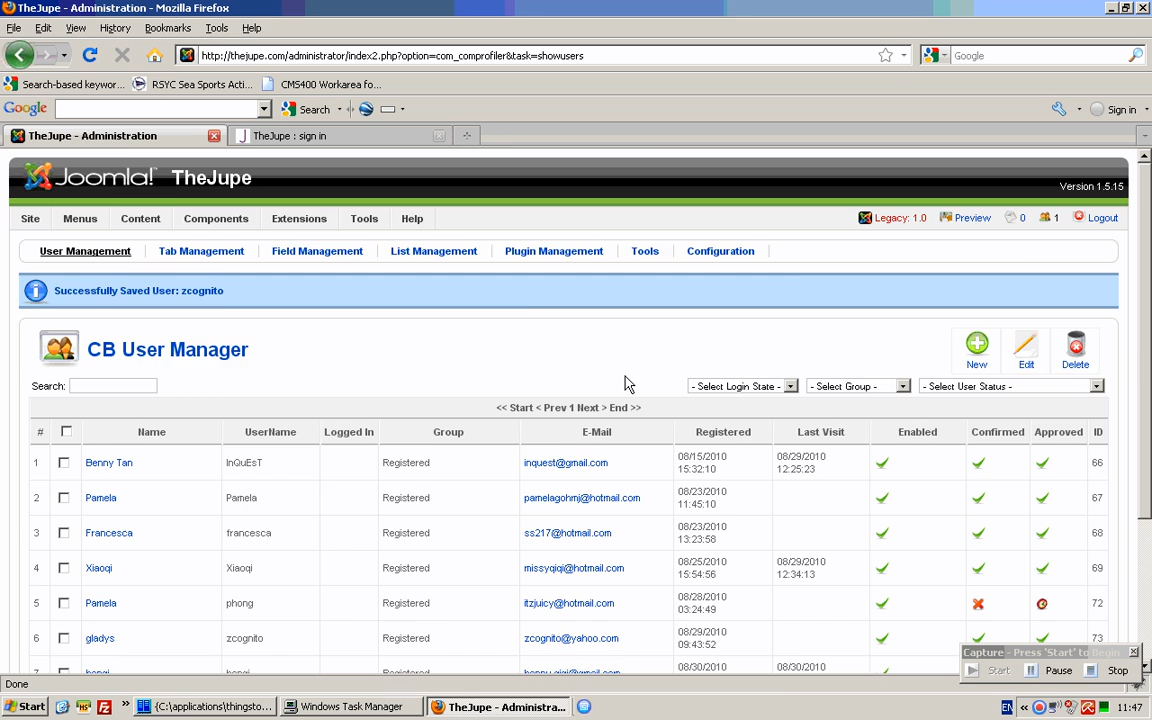 TheJupe - Administration - Mozilla Firefox
File Edit View History Bookmarks Tools Help
http://thejupe.com/administrator/index2.php?option=com_comprofiler&task=showusers
Google
Search-based keywor... RSYC Sea Sports Acti... CMS400 Workarea fo...
Google Search Sign in
TheJupe - Administration TheJupe : sign in
Joomla! TheJupe
Version 1.5.15
Site Menus Content Components Extensions Tools Help Legacy: 1.0 Preview 0 1 Logout
User Management Tab Management Field Management List Management Plugin Management Tools Configuration
Successfully Saved User: zcognito
CB User Manager
New Edit Delete
Search: - Select Login State - - Select Group - - Select User Status -
<< Start < Prev 1 Next > End >>
# Name UserName Logged In Group E-Mail Registered Last Visit Enabled Confirmed Approved ID
1 Benny Tan InQuEsT Registered inquest@gmail.com 08/15/2010 15:32:10 08/29/2010 12:25:23 66
2 Pamela Pamela Registered pamelagohmj@hotmail.com 08/23/2010 11:45:10 67
3 Francesca francesca Registered ss217@hotmail.com 08/23/2010 13:23:58 68
4 Xiaoqi Xiaoqi Registered missyqiqi@hotmail.com 08/25/2010 15:54:56 08/29/2010 12:34:13 69
5 Pamela phong Registered itzjuicy@hotmail.com 08/28/2010 03:24:49 72
6 gladys zcognito Registered zcognito@yahoo.com 08/29/2010 09:43:52 73
08/30/2010 08/30/2010
Capture - Press 'Start' to Begin
Start Pause Stop
Done
Start {C:\applications\thingsto... Windows Task Manager TheJupe - Administra... EN 11:47